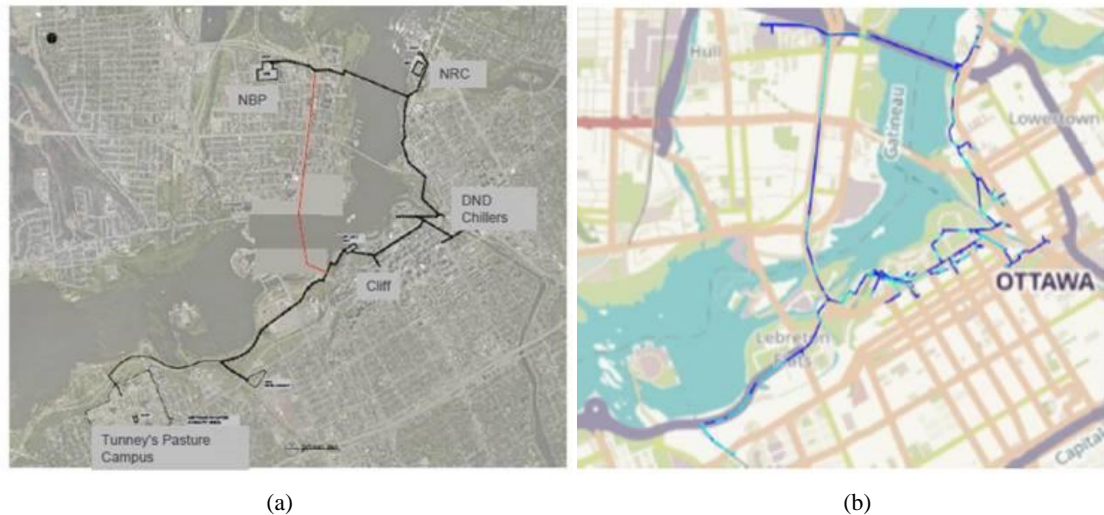 NBP
NRC
DND
Chillers
Cliff
Tunney's Pasture
Campus
(a)
Hull
Gatineau
Lowertown
OTTAWA
Lebreton
Flats
Capital
(b)